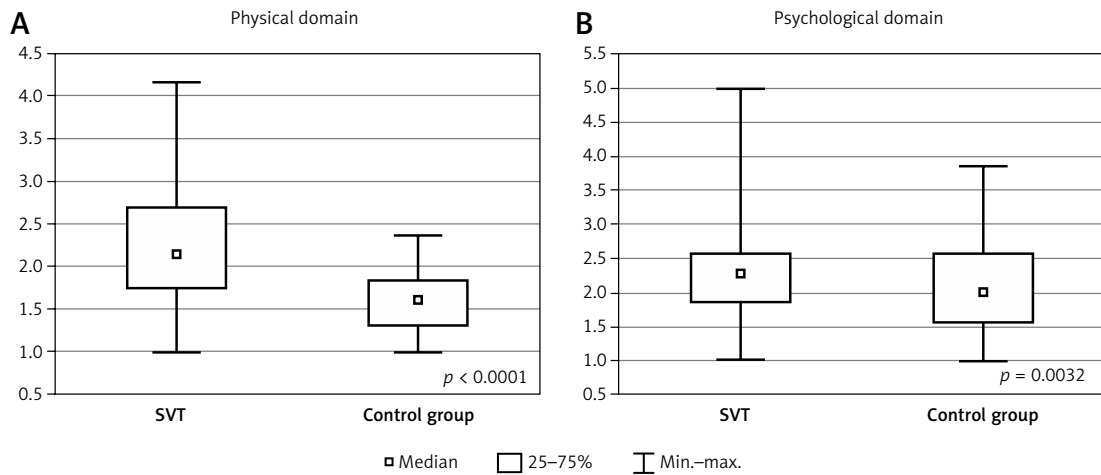 A
Physical domain
4.5
4.0
3.5
3.0
2.5
2.0
1.5
1.0
0.5
p < 0.0001
SVT
Control group
B
Psychological domain
5.5
5.0
4.5
4.0
3.5
3.0
2.5
2.0
1.5
1.0
0.5
p = 0.0032
SVT
Control group
Median
25–75%
Min.–max.